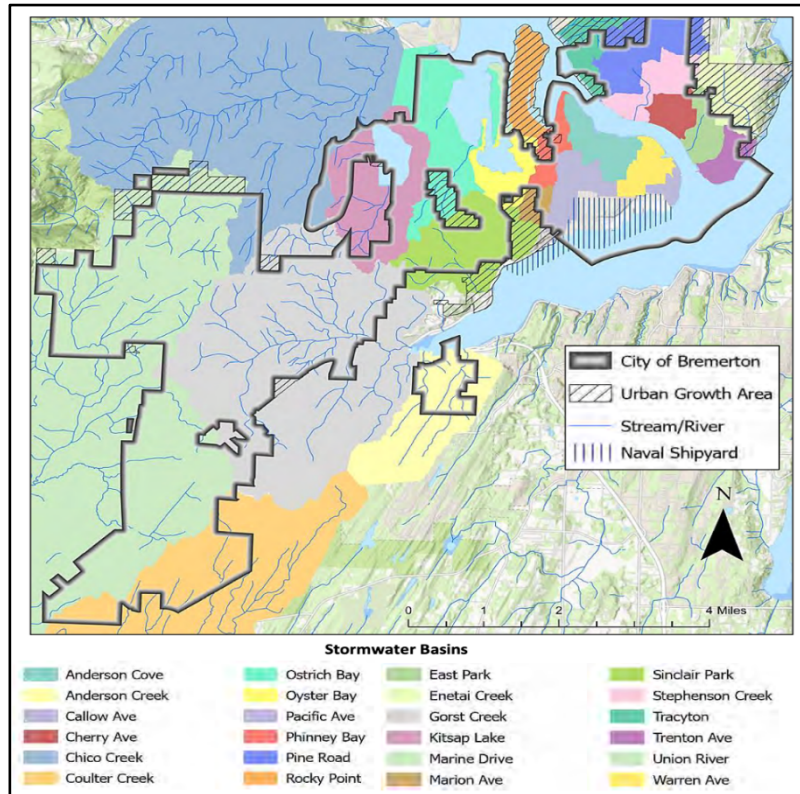 City of Bremerton
Urban Growth Area
Stream/River
Naval Shipyard
N
0 1 2 4 Miles
Stormwater Basins
Anderson Cove
Anderson Creek
Callow Ave
Cherry Ave
Chico Creek
Coulter Creek
Ostrich Bay
Oyster Bay
Pacific Ave
Phinney Bay
Pine Road
Rocky Point
East Park
Enetai Creek
Gorst Creek
Kitsap Lake
Marine Drive
Marion Ave
Sinclair Park
Stephenson Creek
Tracyton
Trenton Ave
Union River
Warren Ave